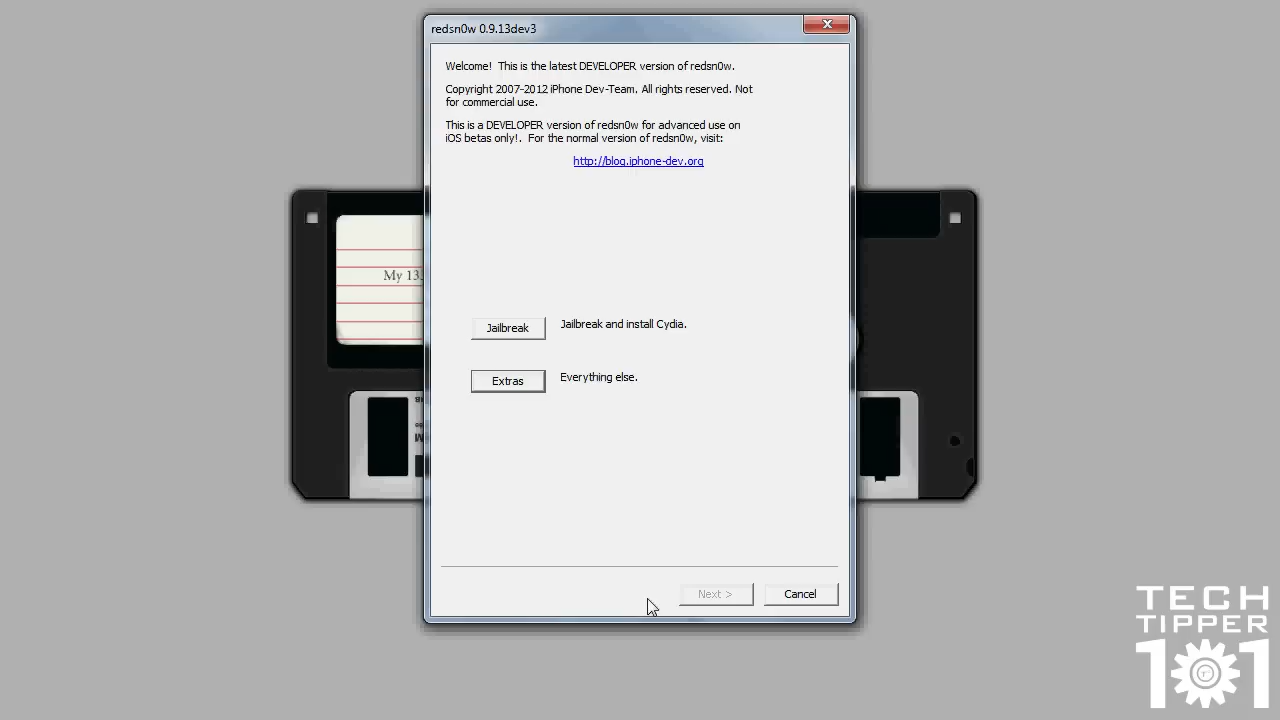 redsn0w 0.9.13dev3
Welcome! This is the latest DEVELOPER version of redsn0w.
Copyright 2007-2012 iPhone Dev-Team. All rights reserved. Not
for commercial use.
This is a DEVELOPER version of redsn0w for advanced use on
iOS betas only!. For the normal version of redsn0w, visit:
http://blog.iphone-dev.org
My
Jailbreak Jailbreak and install Cydia.
Extras Everything else.
Next > Cancel
TECH
TIPPER
101